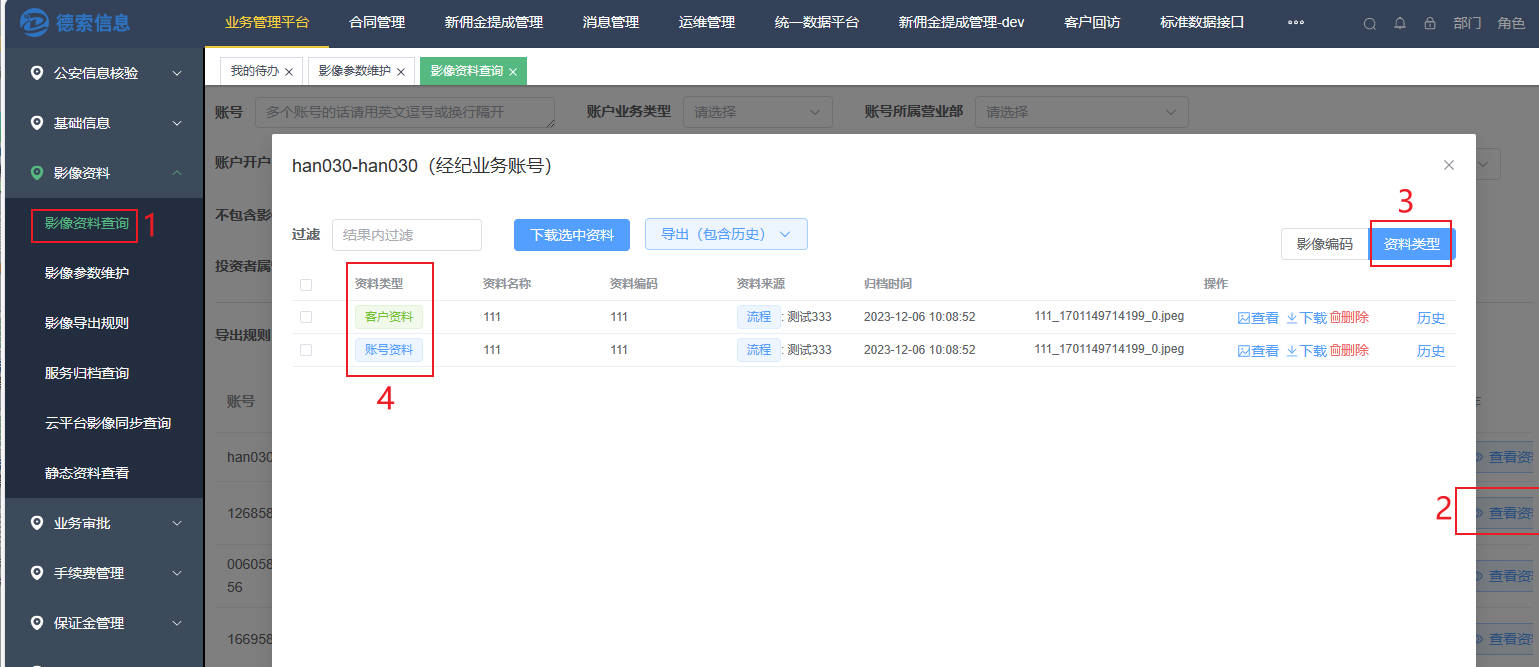 德索信息
业务管理平台 合同管理 新佣金提成管理 消息管理 运维管理 统一数据平台 新佣金提成管理-dev 客户回访 标准数据接口 ••• 部门 角色
公安信息核验
基础信息
影像资料
影像资料查询 1
影像参数维护
影像导出规则
服务归档查询
云平台影像同步查询
静态资料查看
业务审批
手续费管理
保证金管理
我的待办 × 影像参数维护 × 影像资料查询 ×
账号 多个账号的话请用英文逗号或换行隔开 账户业务类型 请选择 账号所属营业部 请选择
账户开户
不包含影
投资者属
导出规则
账号
han030
126858
006058
56
166958
han030-han030（经纪业务账号） ×
3
过滤 结果内过滤 下载选中资料 导出（包含历史） 影像编码 资料类型
资料类型 资料名称 资料编码 资料来源 归档时间 操作
客户资料 111 111 流程 : 测试333 2023-12-06 10:08:52 111_1701149714199_0.jpeg 查看 下载 删除 历史
账号资料 111 111 流程 : 测试333 2023-12-06 10:08:52 111_1701149714199_0.jpeg 查看 下载 删除 历史
4
查看资
2 查看资
查看资
查看资